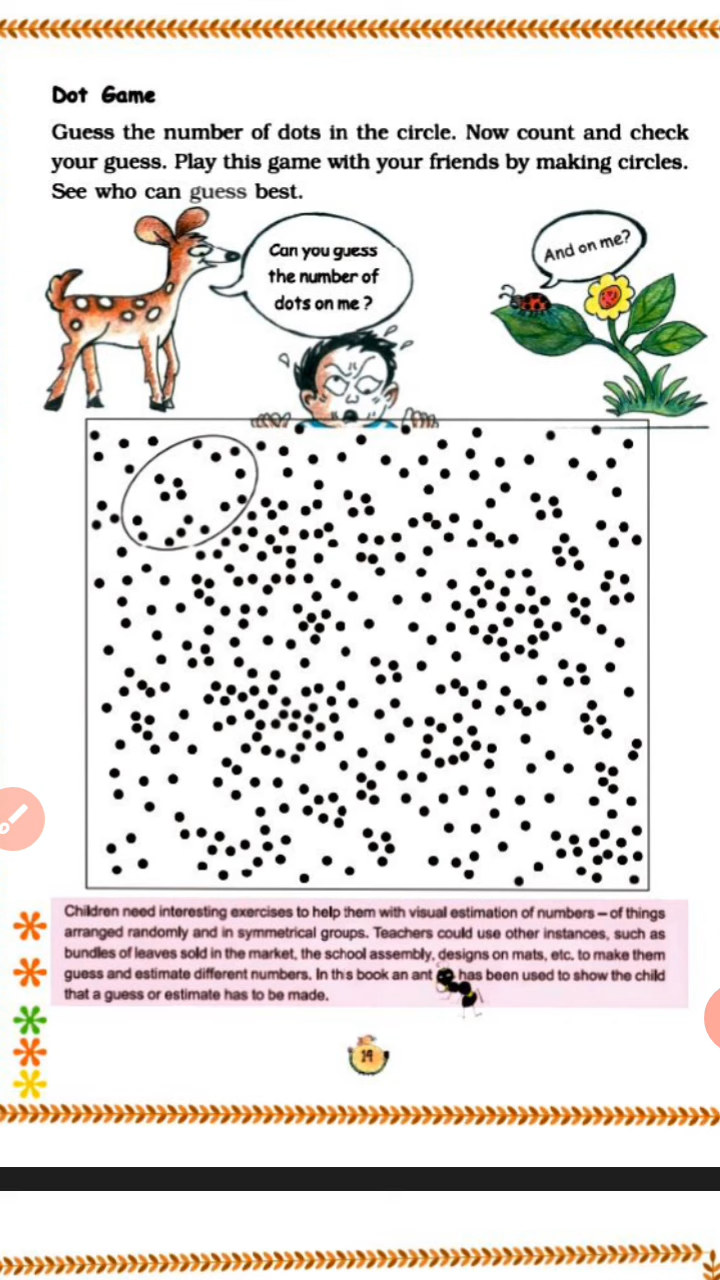 Dot Game
Guess the number of dots in the circle. Now count and check
your guess. Play this game with your friends by making circles.
See who can guess best.
Can you guess
the number of
dots on me ?
And on me?
Children need interesting exercises to help them with visual estimation of numbers – of things
arranged randomly and in symmetrical groups. Teachers could use other instances, such as
bundles of leaves sold in the market, the school assembly, designs on mats, etc. to make them
guess and estimate different numbers. In this book an ant has been used to show the child
that a guess or estimate has to be made.
14